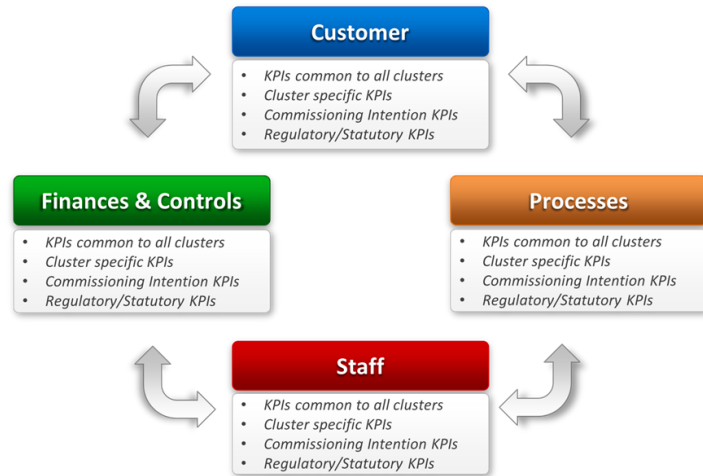 Customer
• KPIs common to all clusters
• Cluster specific KPIs
• Commissioning Intention KPIs
• Regulatory/Statutory KPIs
Finances & Controls
• KPIs common to all clusters
• Cluster specific KPIs
• Commissioning Intention KPIs
• Regulatory/Statutory KPIs
Processes
• KPIs common to all clusters
• Cluster specific KPIs
• Commissioning Intention KPIs
• Regulatory/Statutory KPIs
Staff
• KPIs common to all clusters
• Cluster specific KPIs
• Commissioning Intention KPIs
• Regulatory/Statutory KPIs